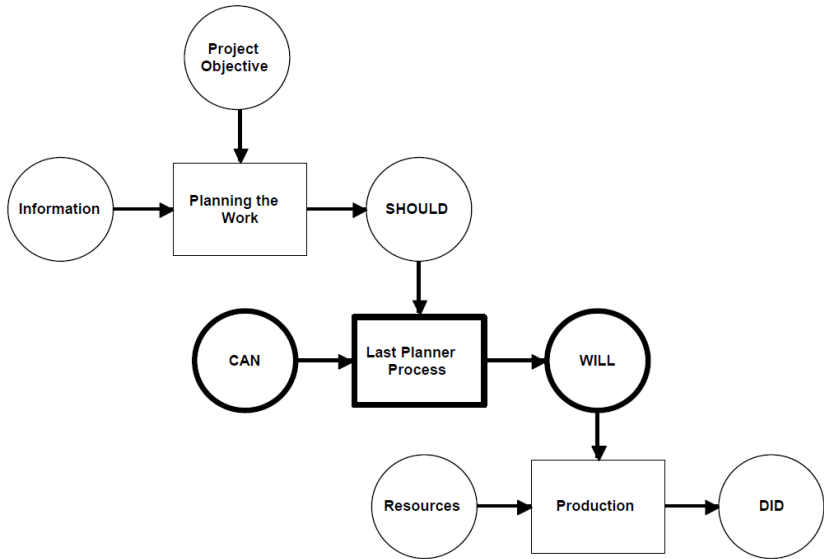 Project
Objective
Information
Planning the
Work
SHOULD
CAN
Last Planner
Process
WILL
Resources
Production
DID